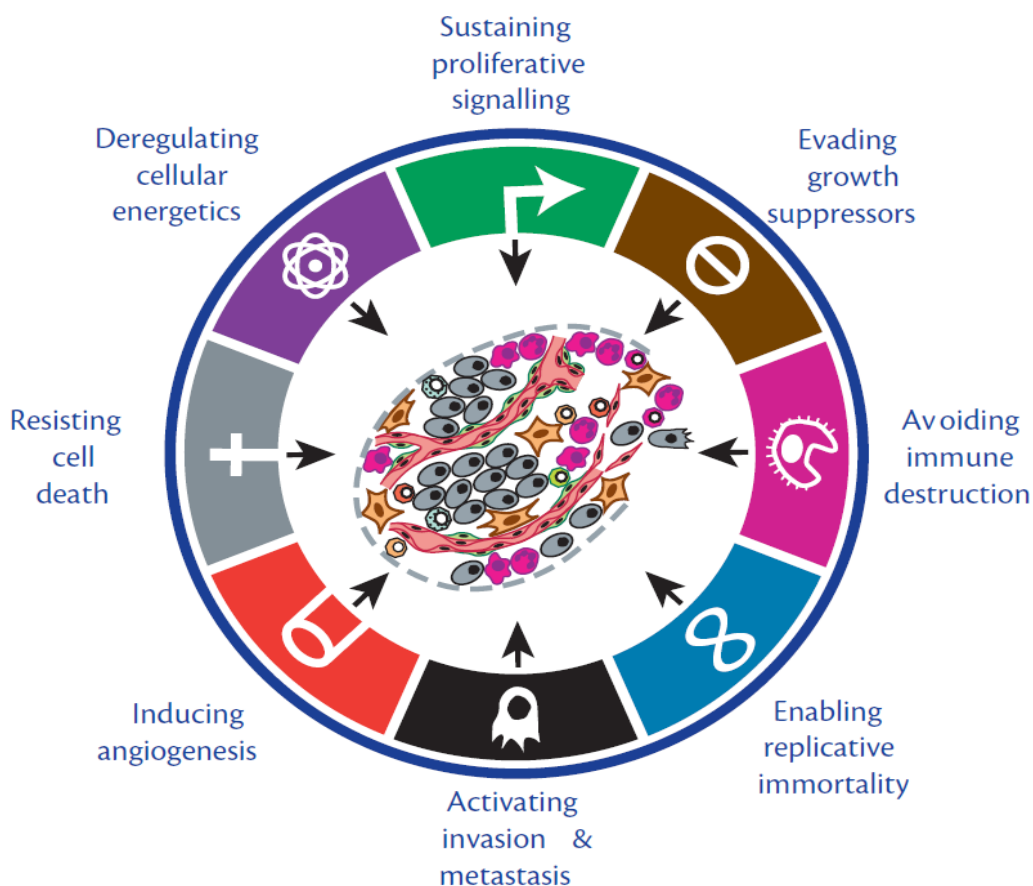 Sustaining
proliferative
signalling
Deregulating
cellular
energetics
Evading
growth
suppressors
Resisting
cell
death
Avoiding
immune
destruction
Inducing
angiogenesis
Enabling
replicative
immortality
Activating
invasion &
metastasis